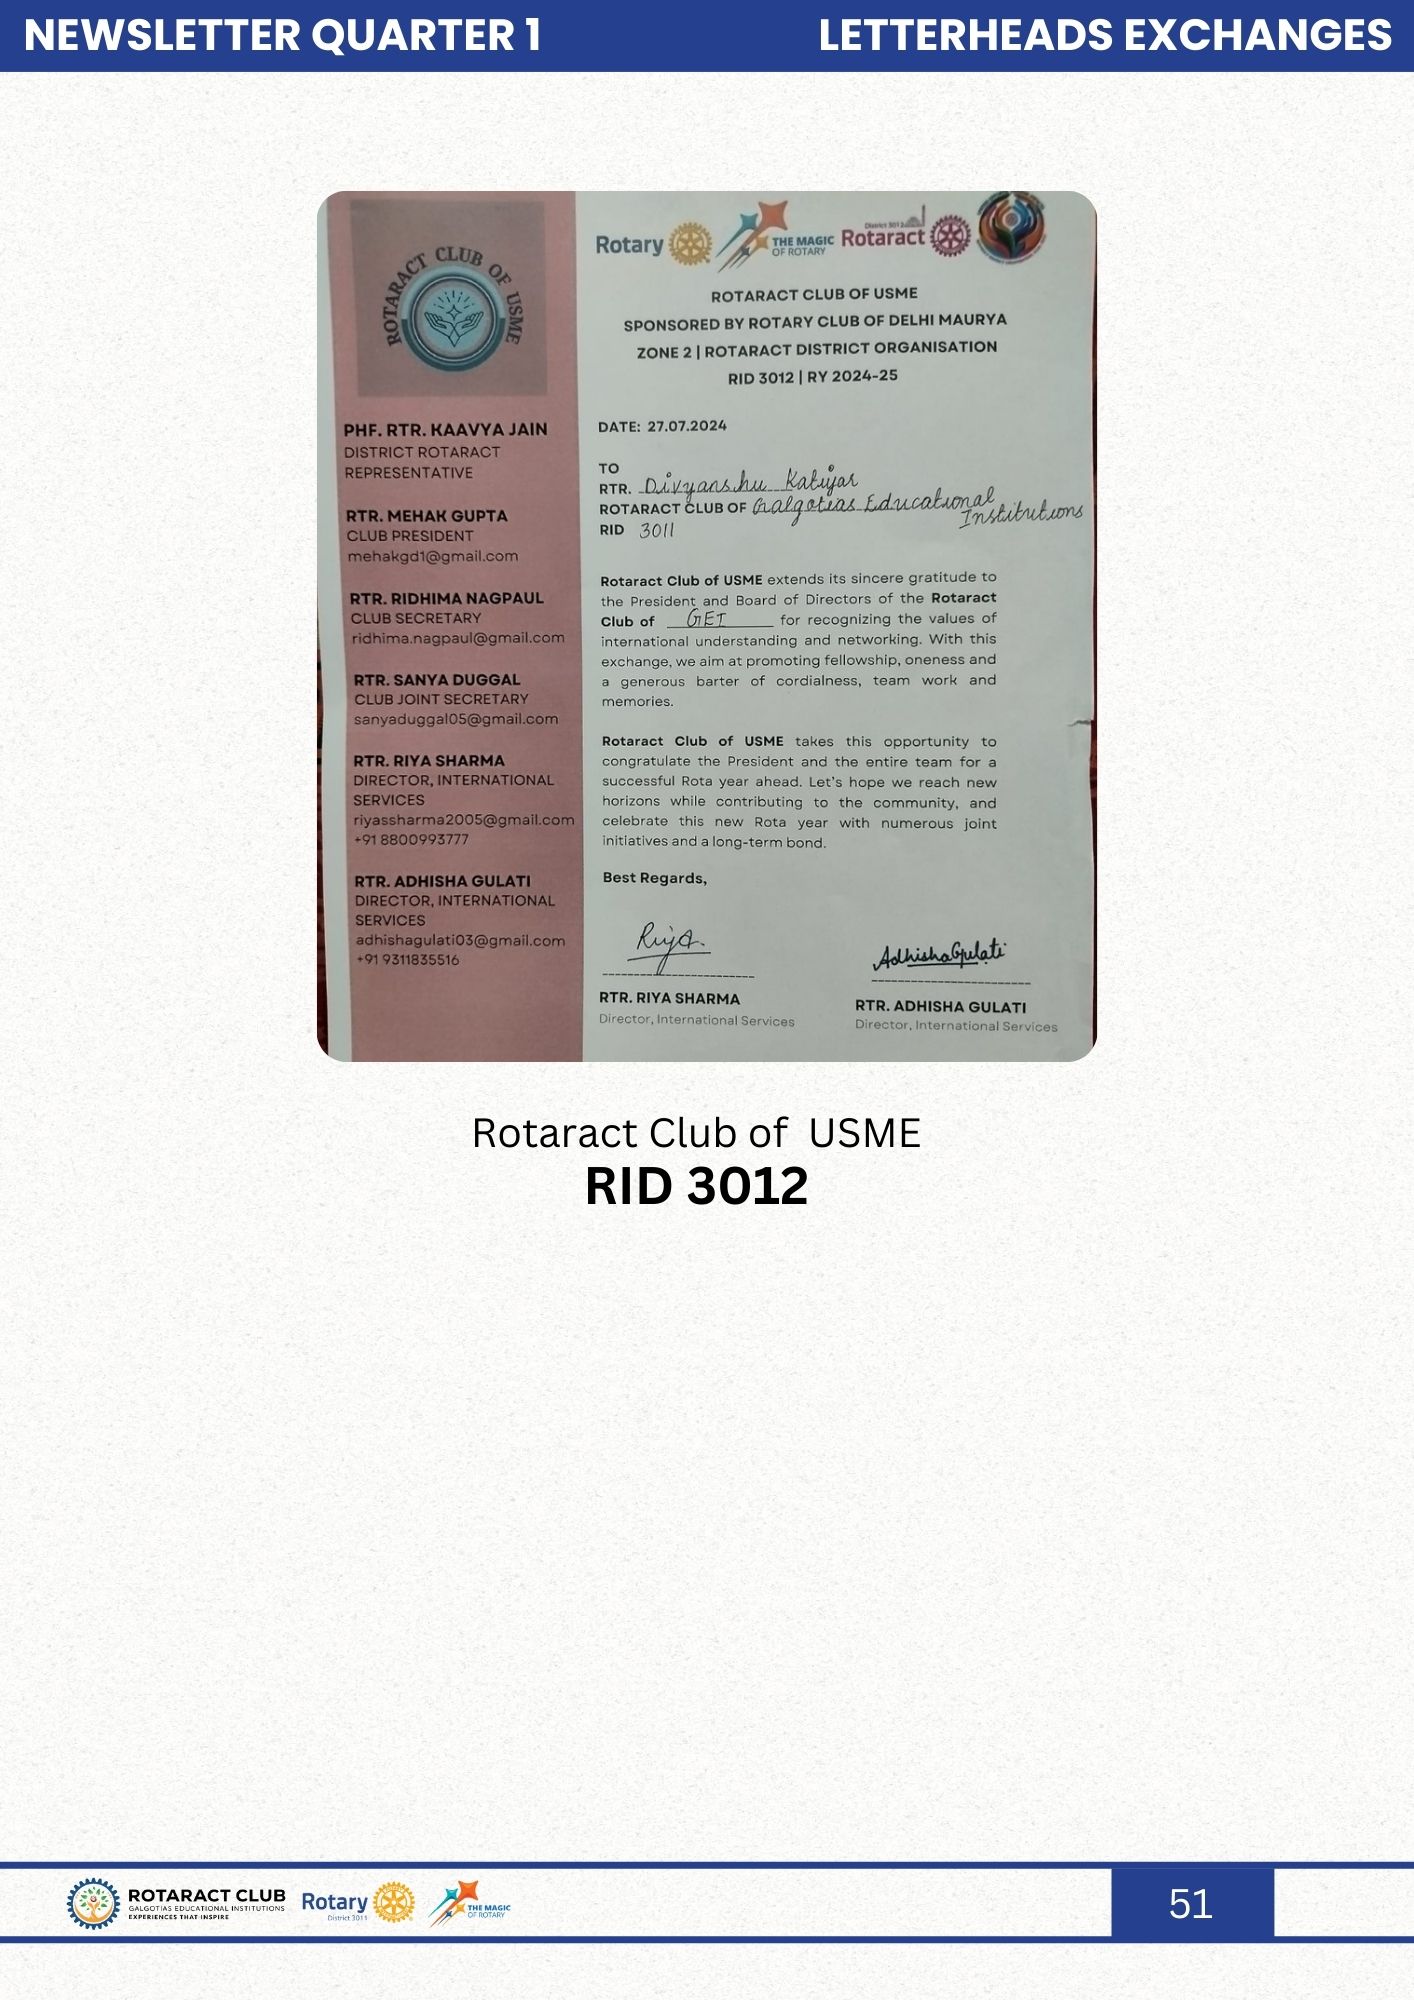 NEWSLETTER QUARTER 1
LETTERHEADS EXCHANGES
ROTARACT CLUB OF USME
PHF. RTR. KAAVYA JAIN
DISTRICT ROTARACT
REPRESENTATIVE
RTR. MEHAK GUPTA
CLUB PRESIDENT
mehakgd1@gmail.com
RTR. RIDHIMA NAGPAUL
CLUB SECRETARY
ridhima.nagpaul@gmail.com
RTR. SANYA DUGGAL
CLUB JOINT SECRETARY
sanyaduggal05@gmail.com
RTR. RIYA SHARMA
DIRECTOR, INTERNATIONAL
SERVICES
riyassharma2005@gmail.com
+91 8800993777
RTR. ADHISHA GULATI
DIRECTOR, INTERNATIONAL
SERVICES
adhishagulati03@gmail.com
+91 9311835516
Rotary
THE MAGIC
OF ROTARY
District 3012
Rotaract
ROTARACT CLUB OF USME
SPONSORED BY ROTARY CLUB OF DELHI MAURYA
ZONE 2 | ROTARACT DISTRICT ORGANISATION
RID 3012 | RY 2024-25
DATE: 27.07.2024
TO
RTR. Divyanshu Katiyar
ROTARACT CLUB OF Galgotias Educational
Institutions
RID 3011
Rotaract Club of USME extends its sincere gratitude to
the President and Board of Directors of the Rotaract
Club of GEI for recognizing the values of
international understanding and networking. With this
exchange, we aim at promoting fellowship, oneness and
a generous barter of cordialness, team work and
memories.
Rotaract Club of USME takes this opportunity to
congratulate the President and the entire team for a
successful Rota year ahead. Let's hope we reach new
horizons while contributing to the community, and
celebrate this new Rota year with numerous joint
initiatives and a long-term bond.
Best Regards,
Riya
AdhishaGulati
RTR. RIYA SHARMA
Director, International Services
RTR. ADHISHA GULATI
Director, International Services
Rotaract Club of USME
RID 3012
ROTARACT CLUB
GALGOTIAS EDUCATIONAL INSTITUTIONS
EXPERIENCES THAT INSPIRE
Rotary
District 3011
THE MAGIC
OF ROTARY
51